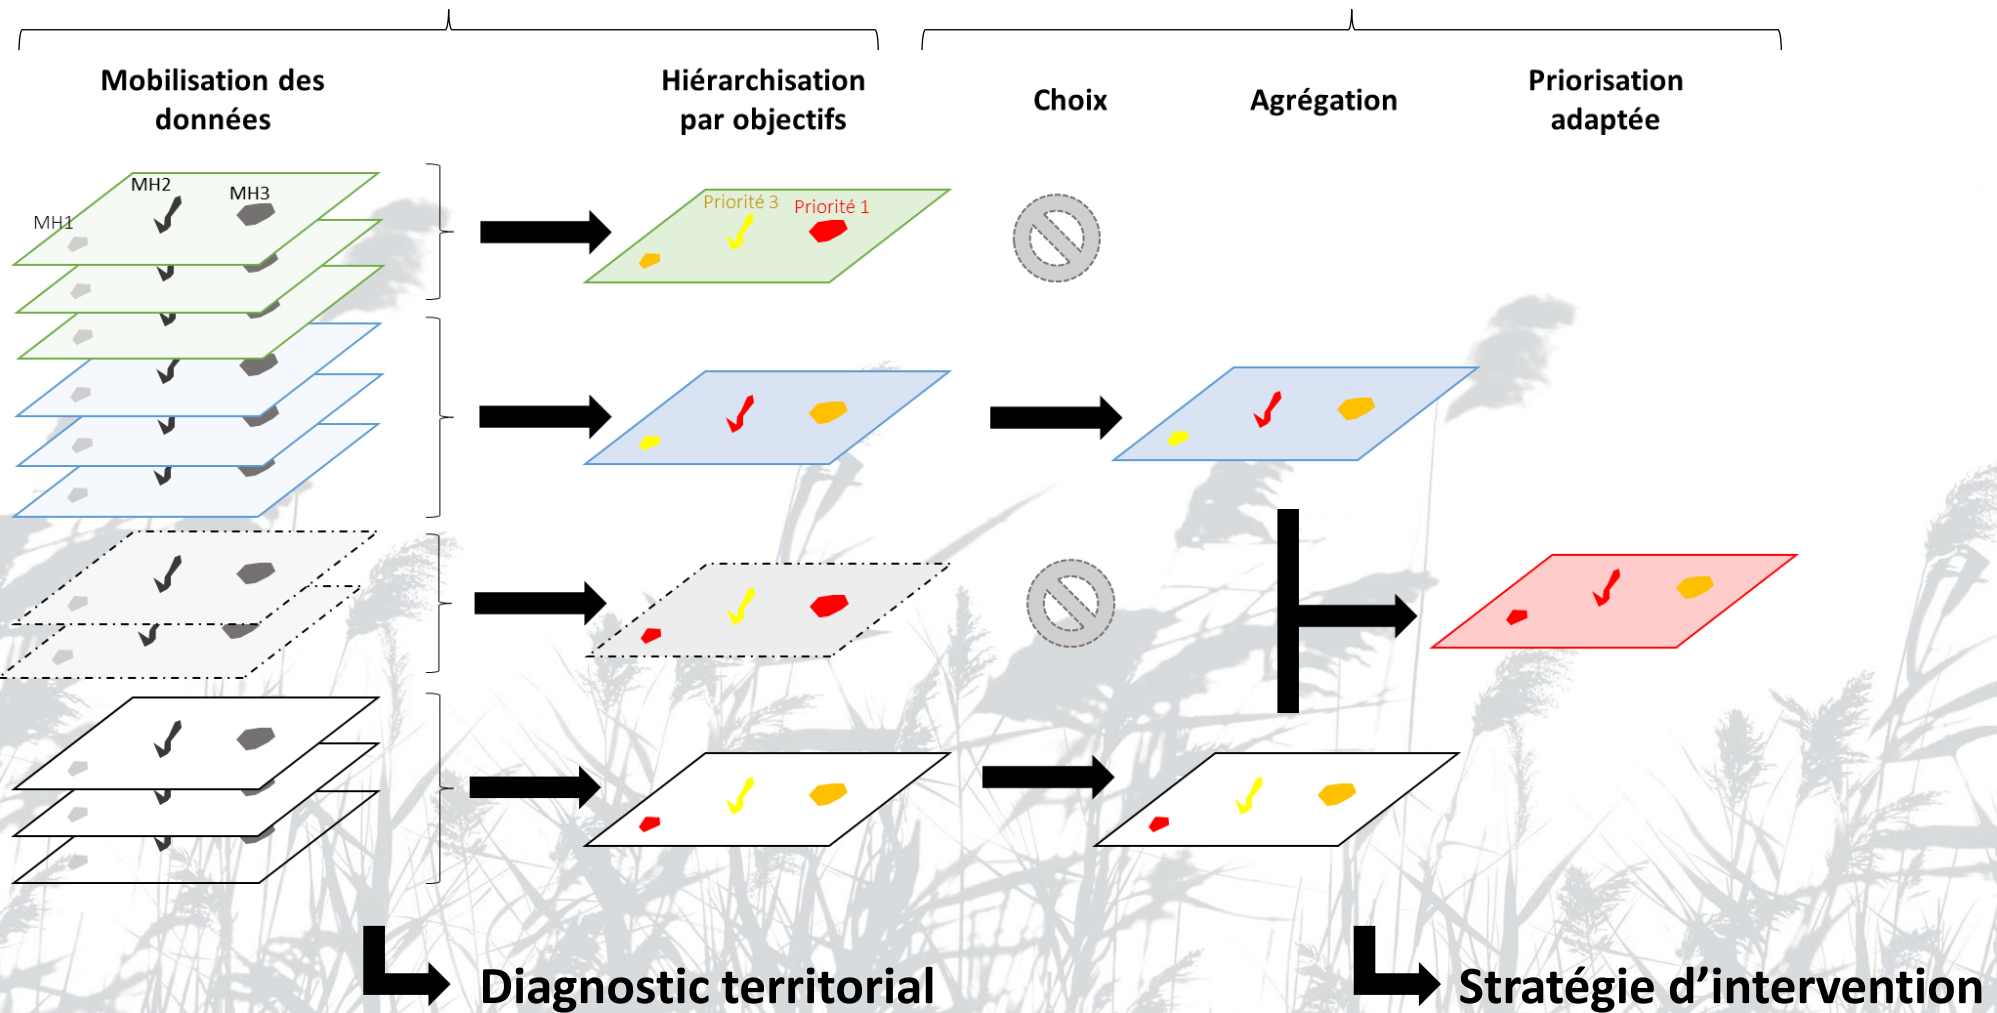 Mobilisation des
données
Hiérarchisation
par objectifs
Choix
Agrégation
Priorisation
adaptée
MH1
MH2
MH3
Priorité 3
Priorité 1
Diagnostic territorial
Stratégie d’intervention